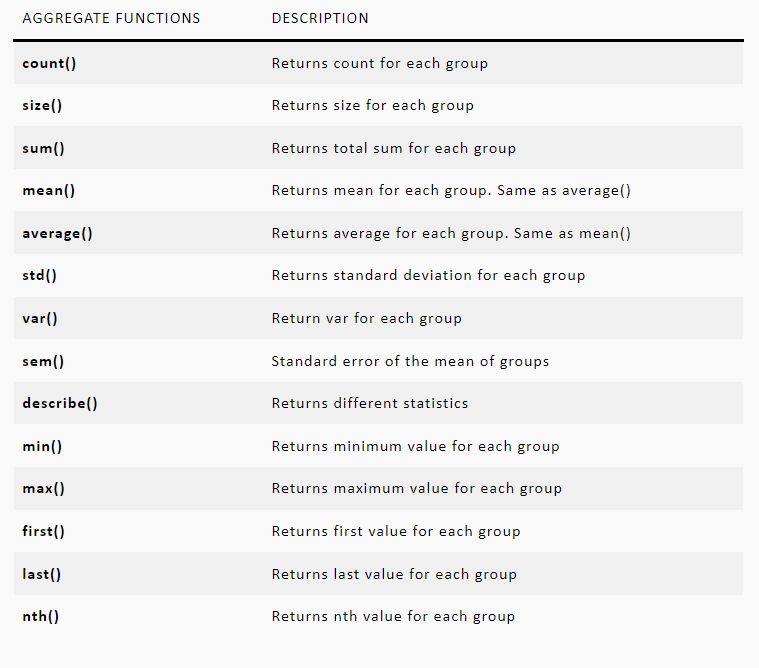 AGGREGATE FUNCTIONS DESCRIPTION
count() Returns count for each group
size() Returns size for each group
sum() Returns total sum for each group
mean() Returns mean for each group. Same as average()
average() Returns average for each group. Same as mean()
std() Returns standard deviation for each group
var() Return var for each group
sem() Standard error of the mean of groups
describe() Returns different statistics
min() Returns minimum value for each group
max() Returns maximum value for each group
first() Returns first value for each group
last() Returns last value for each group
nth() Returns nth value for each group